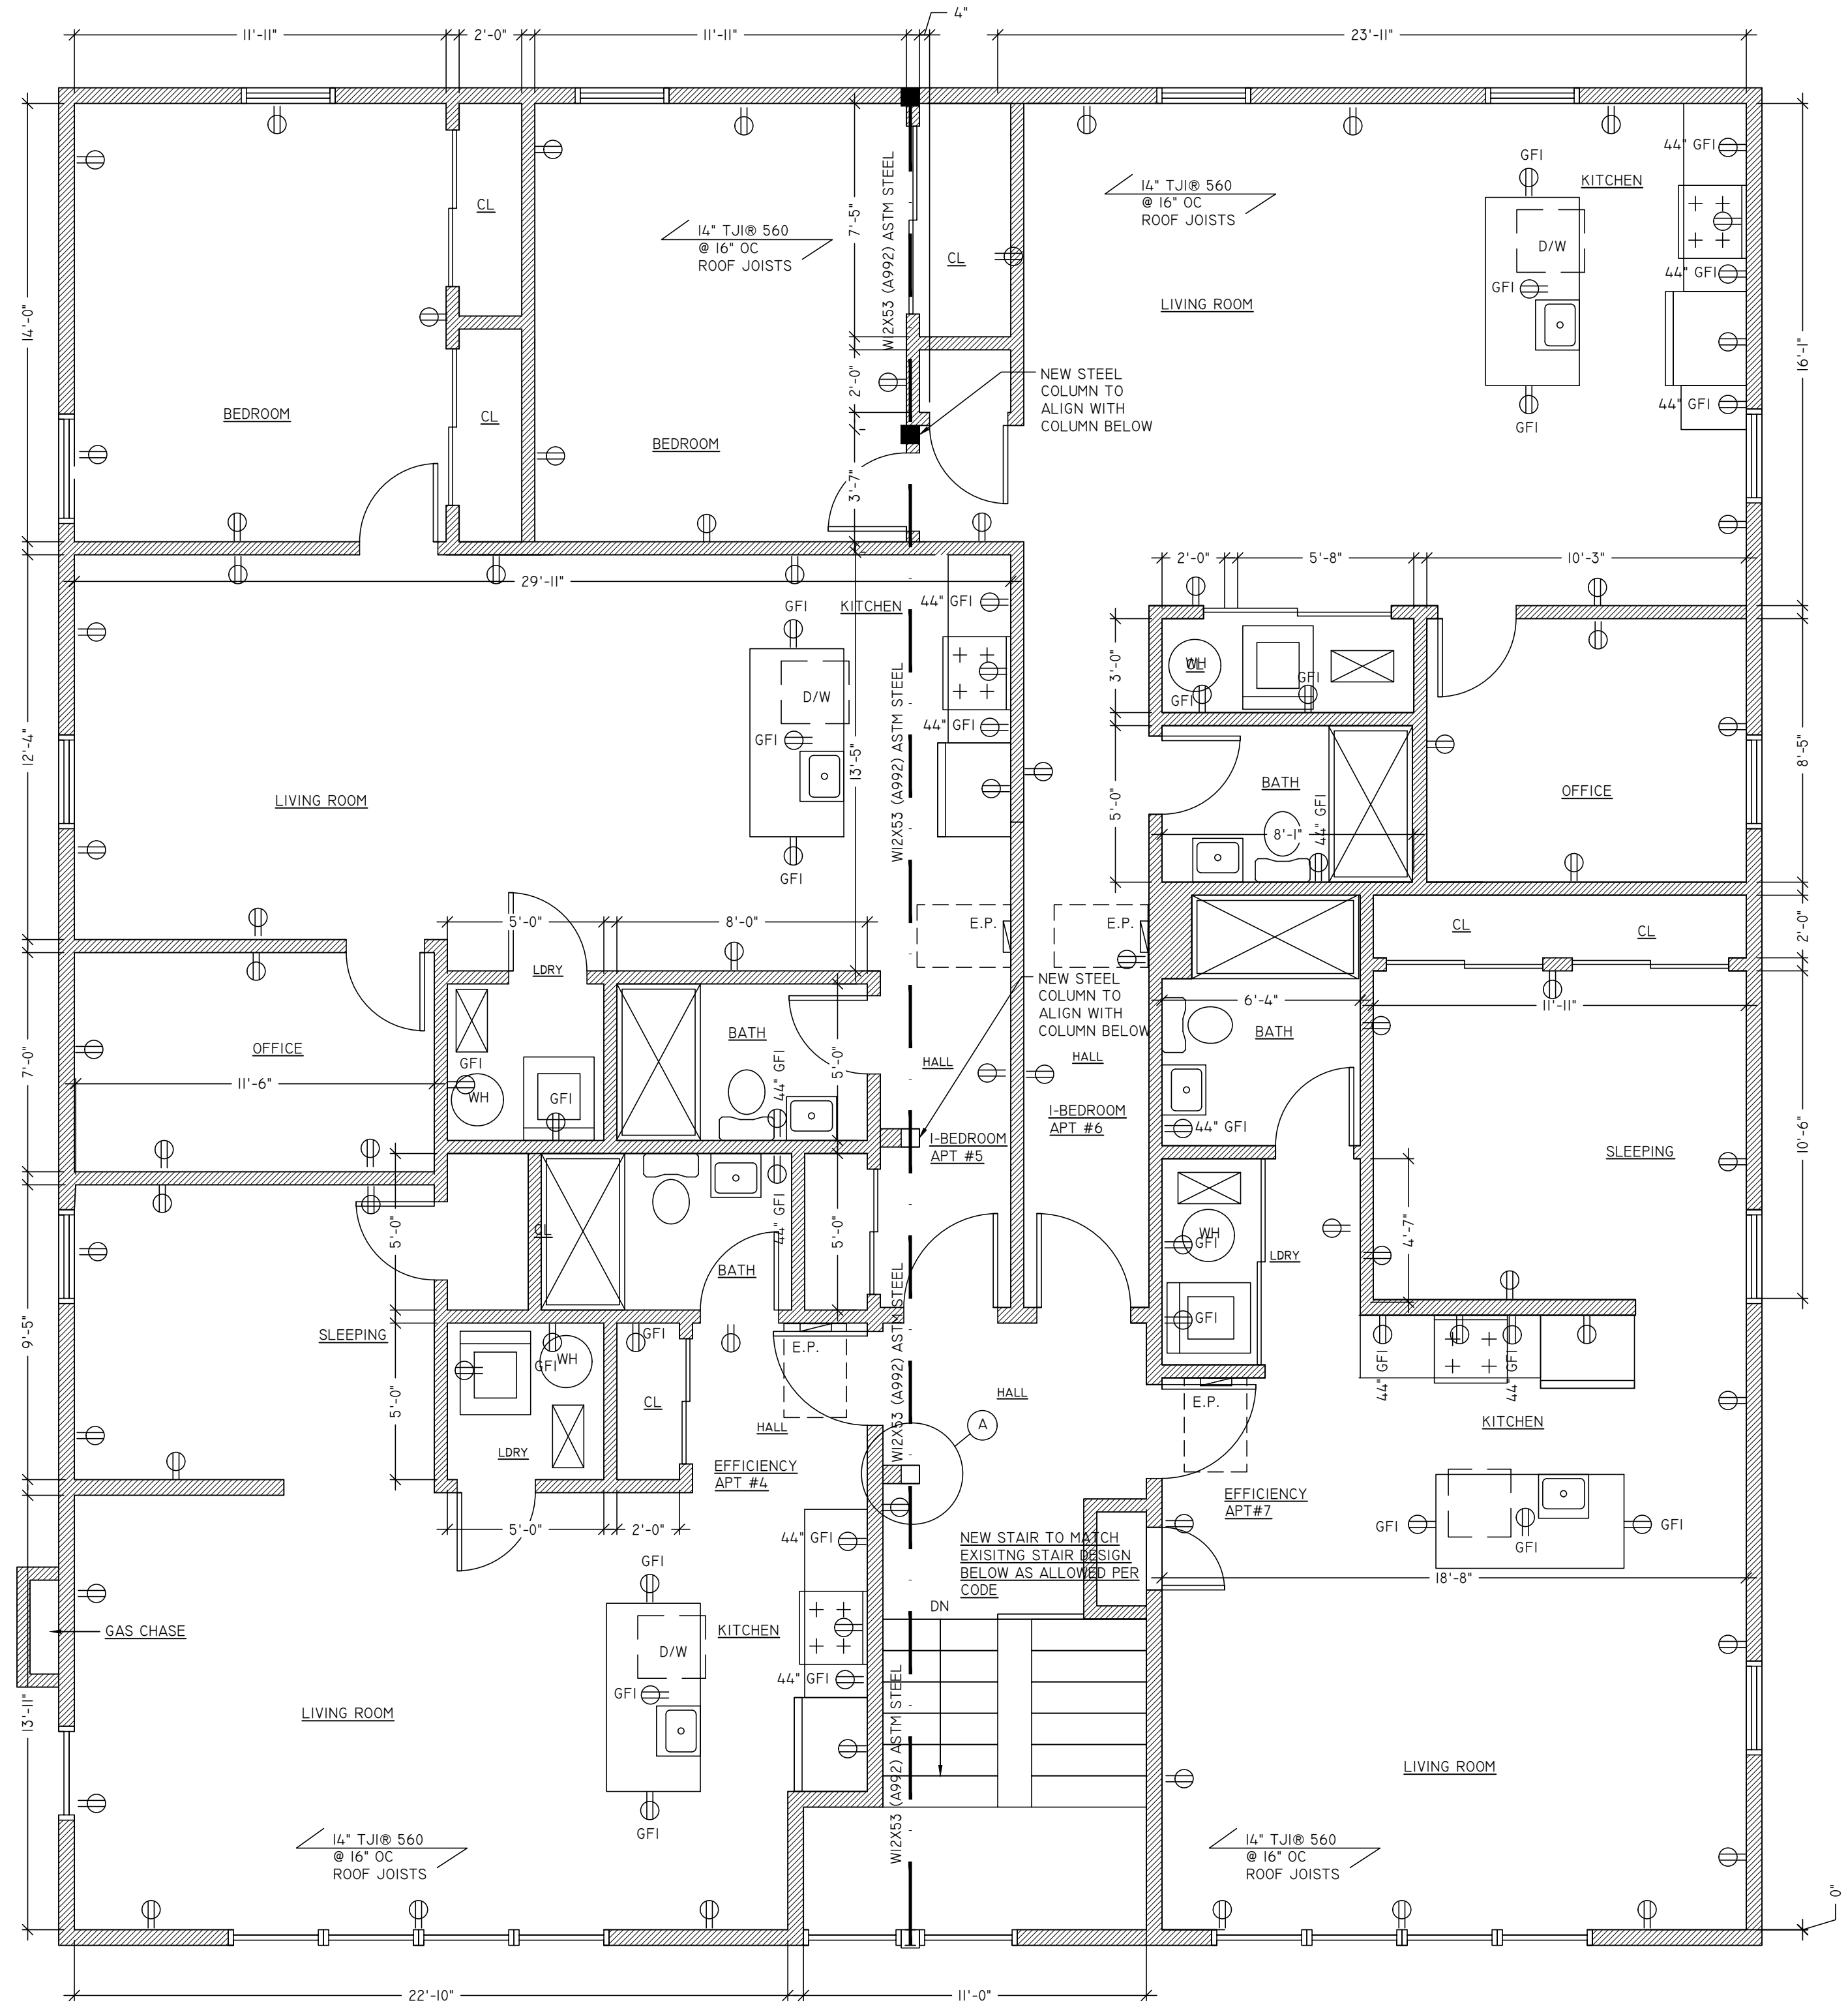 4"
11'-11"
2'-0"
11'-11"
23'-11"
44" GFI
GFI
KITCHEN
14" TJI® 560
@ 16" OC
ROOF JOISTS
14" TJI® 560
@ 16" OC
ROOF JOISTS
CL
7'-5"
W12X53 (A992) ASTM STEEL
CL
D/W
44" GFI
GFI
LIVING ROOM
14'-0"
16'-1"
NEW STEEL
COLUMN TO
ALIGN WITH
COLUMN BELOW
2'-0"
44" GFI
GFI
BEDROOM
CL
BEDROOM
3'-7"
2'-0"
5'-8"
10'-3"
29'-11"
GFI
KITCHEN
44" GFI
3'-0"
WH
CL
GFI
GFI
D/W
44" GFI
GFI
W12X53 (A992) ASTM STEEL
13'-5"
12'-4"
8'-5"
LIVING ROOM
5'-0"
BATH
44" GFI
OFFICE
8'-1"
GFI
5'-0"
8'-0"
E.P.
E.P.
CL
CL
2'-0"
LDRY
NEW STEEL
COLUMN TO
ALIGN WITH
COLUMN BELOW
6'-4"
11'-11"
BATH
BATH
OFFICE
7'-0"
GFI
44" GFI
5'-0"
HALL
HALL
11'-6"
WH
GFI
1-BEDROOM
APT #6
44" GFI
1-BEDROOM
APT #5
SLEEPING
10'-6"
5'-0"
CL
44" GFI
5'-0"
WH
GFI
4'-7"
LDRY
BATH
W12X53 (A992) ASTM STEEL
9'-5"
SLEEPING
GFI
GFI
WH
E.P.
GFI
44" GFI
44" GFI
5'-0"
CL
HALL
HALL
E.P.
KITCHEN
A
LDRY
EFFICIENCY
APT #4
EFFICIENCY
APT#7
5'-0"
2'-0"
44" GFI
GFI
GFI
GFI
NEW STAIR TO MATCH
EXISITNG STAIR DESIGN
BELOW AS ALLOWED PER
CODE
GFI
18'-8"
DN
GAS CHASE
KITCHEN
D/W
44" GFI
GFI
13'-11"
LIVING ROOM
W12X53 (A992) ASTM STEEL
LIVING ROOM
GFI
14" TJI® 560
@ 16" OC
ROOF JOISTS
14" TJI® 560
@ 16" OC
ROOF JOISTS
0"
22'-10"
11'-0"